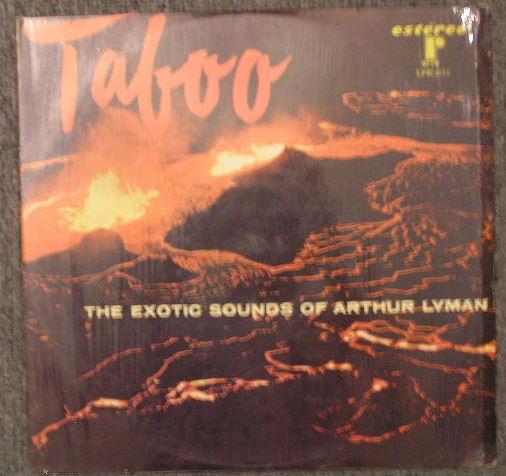 Taboo
estereo
r
THE EXOTIC SOUNDS OF ARTHUR LYMAN